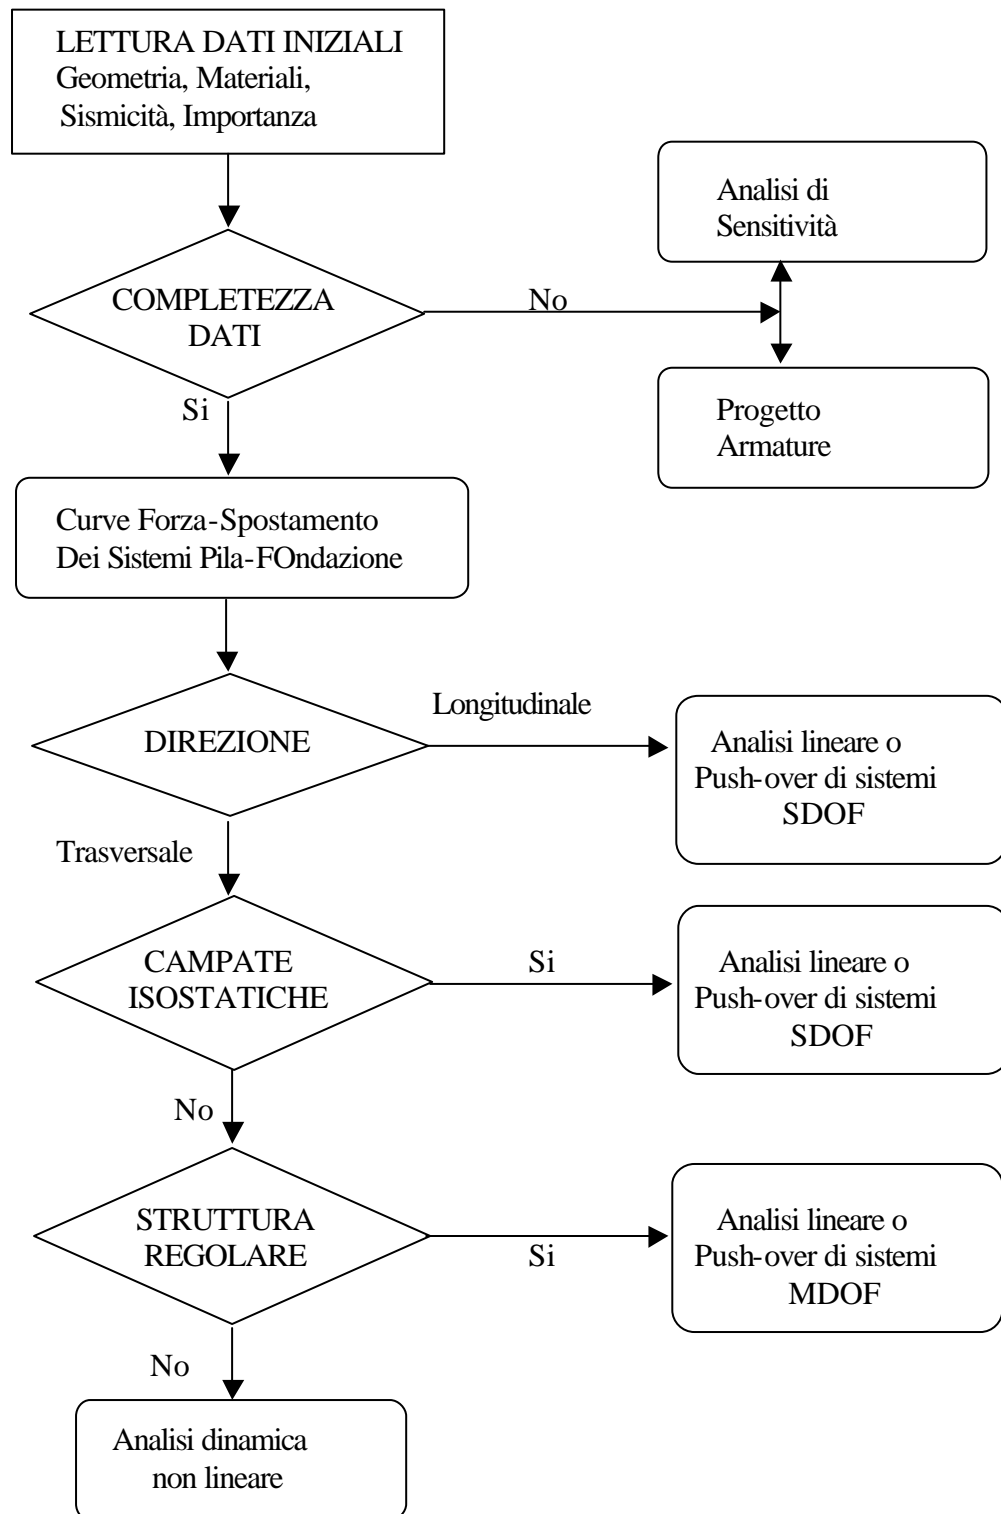 LETTURA DATI INIZIALI
Geometria, Materiali,
Sismicità, Importanza
Analisi di
Sensitività
COMPLETEZZA
DATI
No
Si
Progetto
Armature
Curve Forza-Spostamento
Dei Sistemi Pila-FOndazione
DIREZIONE
Longitudinale
Analisi lineare o
Push-over di sistemi
SDOF
Trasversale
CAMPATE
ISOSTATICHE
Si
Analisi lineare o
Push-over di sistemi
SDOF
No
STRUTTURA
REGOLARE
Si
Analisi lineare o
Push-over di sistemi
MDOF
No
Analisi dinamica
non lineare